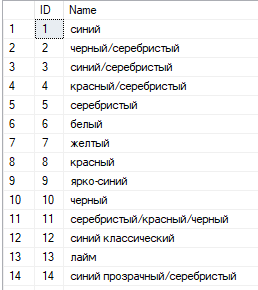 ID Name
1 1 синий
2 2 черный/серебристый
3 3 синий/серебристый
4 4 красный/серебристый
5 5 серебристый
6 6 белый
7 7 желтый
8 8 красный
9 9 ярко-синий
10 10 черный
11 11 серебристый/красный/черный
12 12 синий классический
13 13 лайм
14 14 синий прозрачный/серебристый